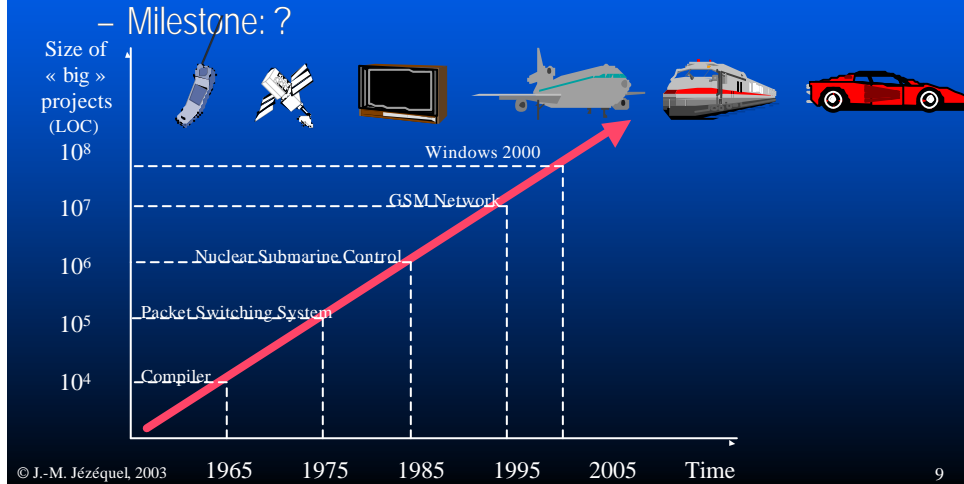 – Milestone: ?
Size of
« big »
projects
(LOC)
10⁸
Windows 2000
10⁷
GSM Network
10⁶
Nuclear Submarine Control
10⁵
Packet Switching System
10⁴
Compiler
1965 1975 1985 1995 2005 Time
© J.-M. Jézéquel, 2003
9